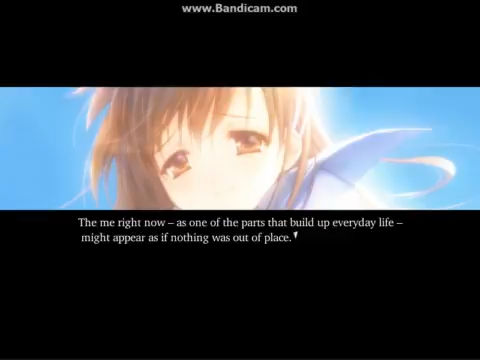 www.Bandicam.com
The me right now – as one of the parts that build up everyday life –
might appear as if nothing was out of place.